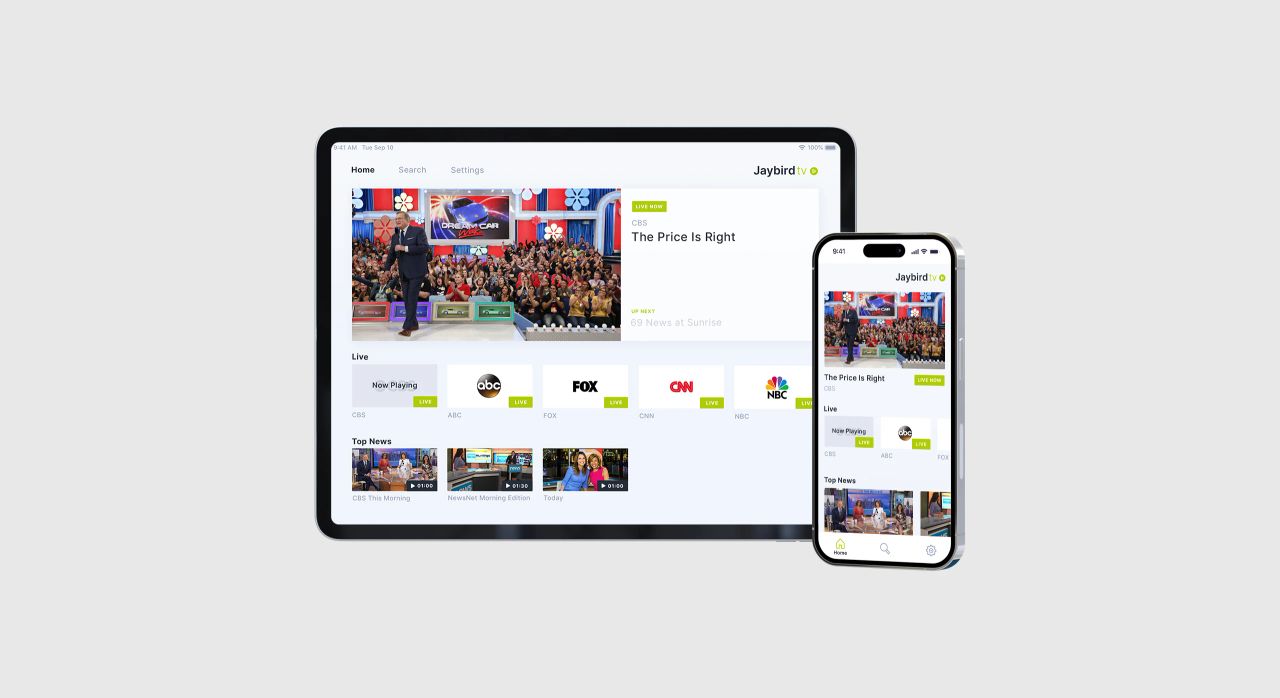 9:41 AM Tue Sep 10
100%
Home
Search
Settings
Jaybird tv
DREAM CAR
Week
LIVE NOW
CBS
The Price Is Right
UP NEXT
69 News at Sunrise
Live
Now Playing
LIVE
CBS
abc
LIVE
ABC
FOX
LIVE
FOX
CNN
LIVE
CNN
NBC
LIVE
NBC
Top News
01:00
CBS This Morning
01:30
NewsNet Morning Edition
01:00
Today
9:41
Jaybird tv
The Price Is Right
LIVE NOW
CBS
Live
Now Playing
LIVE
CBS
abc
LIVE
ABC
FOX
Top News
Home